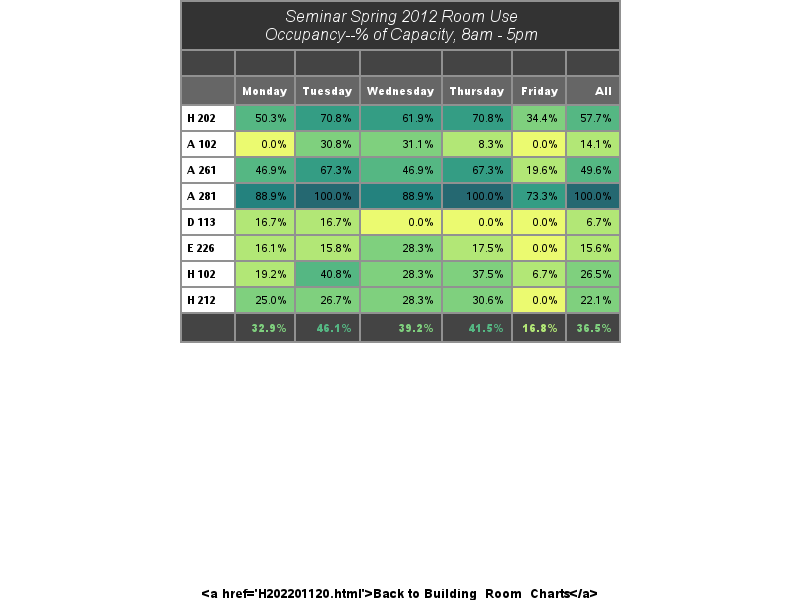 Seminar Spring 2012 Room Use
Occupancy--% of Capacity, 8am - 5pm
Monday Tuesday Wednesday Thursday Friday All
H 202 50.3% 70.8% 61.9% 70.8% 34.4% 57.7%
A 102 0.0% 30.8% 31.1% 8.3% 0.0% 14.1%
A 261 46.9% 67.3% 46.9% 67.3% 19.6% 49.6%
A 281 88.9% 100.0% 88.9% 100.0% 73.3% 100.0%
D 113 16.7% 16.7% 0.0% 0.0% 0.0% 6.7%
E 226 16.1% 15.8% 28.3% 17.5% 0.0% 15.6%
H 102 19.2% 40.8% 28.3% 37.5% 6.7% 26.5%
H 212 25.0% 26.7% 28.3% 30.6% 0.0% 22.1%
32.9% 46.1% 39.2% 41.5% 16.8% 36.5%
<a href='H202201120.html'>Back to Building_Room_Charts</a>